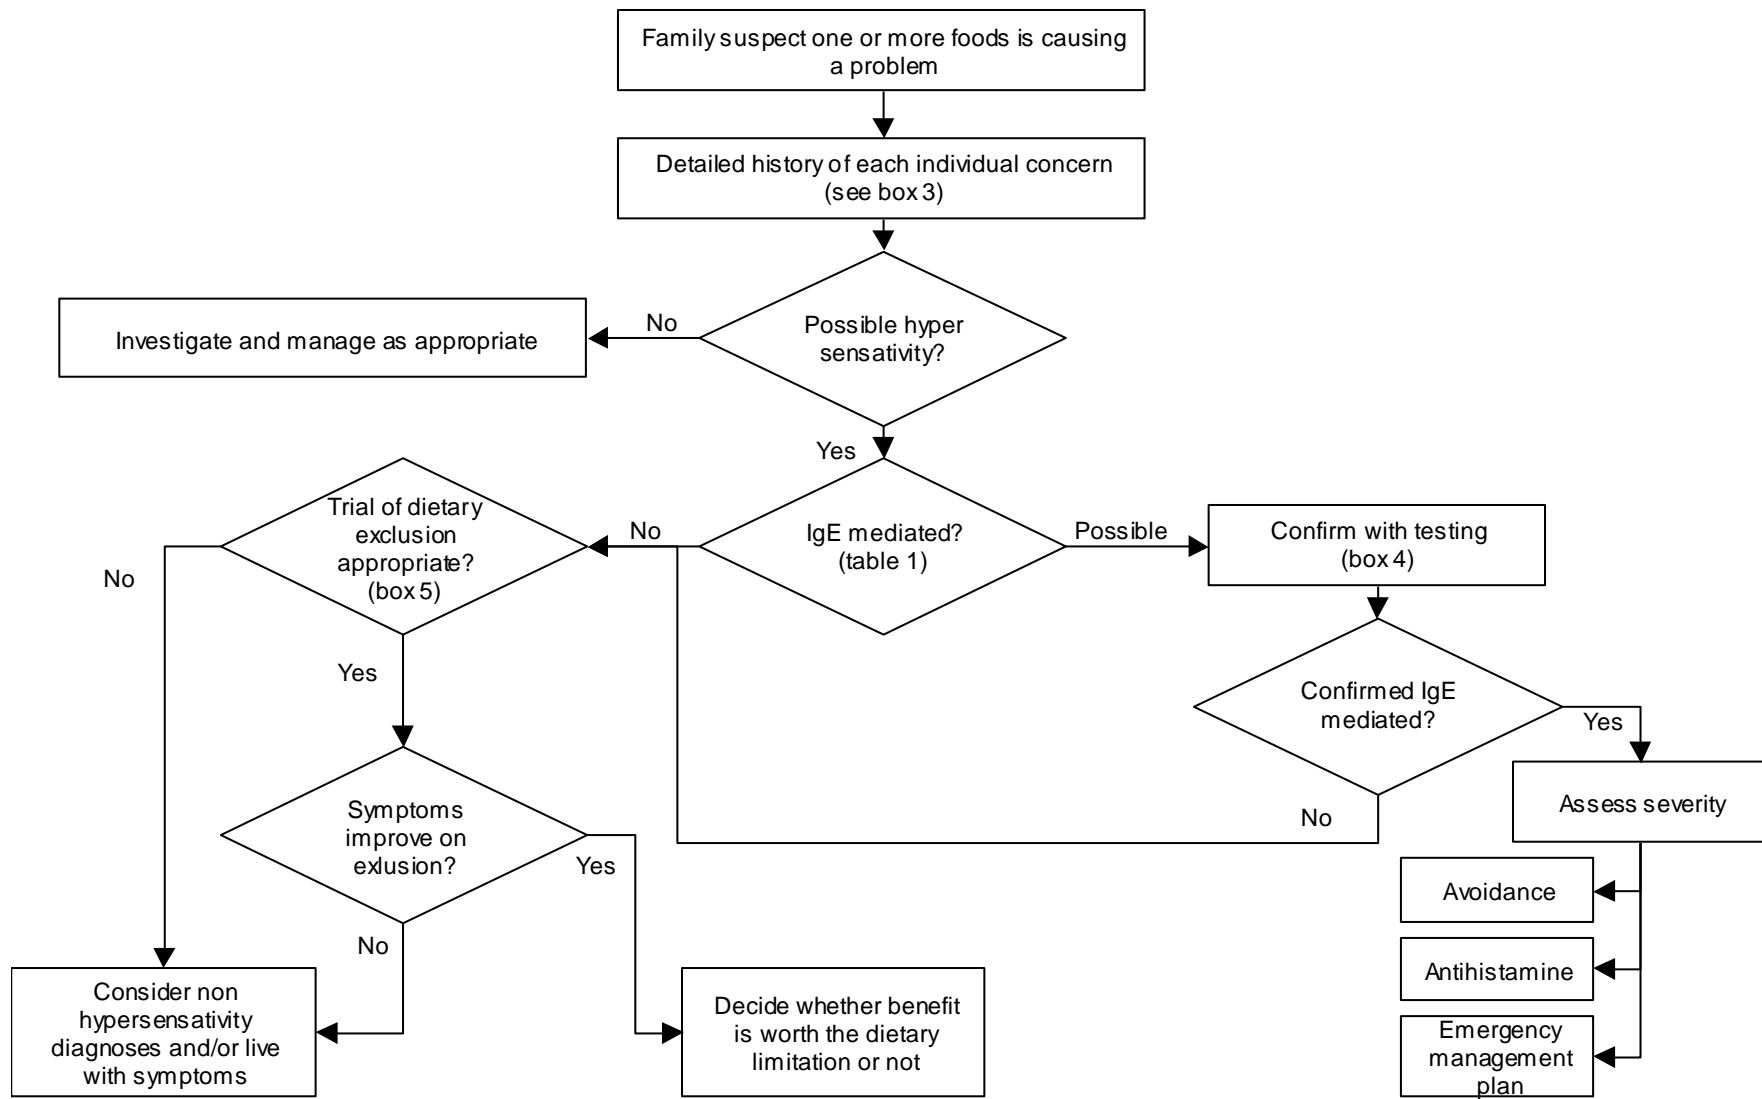 Family suspect one or more foods is causing
a problem
Detailed history of each individual concern
(see box 3)
Possible hyper
sensativity?
No
Investigate and manage as appropriate
Yes
IgE mediated?
(table 1)
No
Possible
Trial of dietary
exclusion
appropriate?
(box 5)
Confirm with testing
(box 4)
No
Yes
Confirmed IgE
mediated?
Yes
No
Symptoms
improve on
exlusion?
Yes
No
Assess severity
Avoidance
Antihistamine
Emergency
management
plan
Consider non
hypersensativity
diagnoses and/or live
with symptoms
Decide whether benefit
is worth the dietary
limitation or not